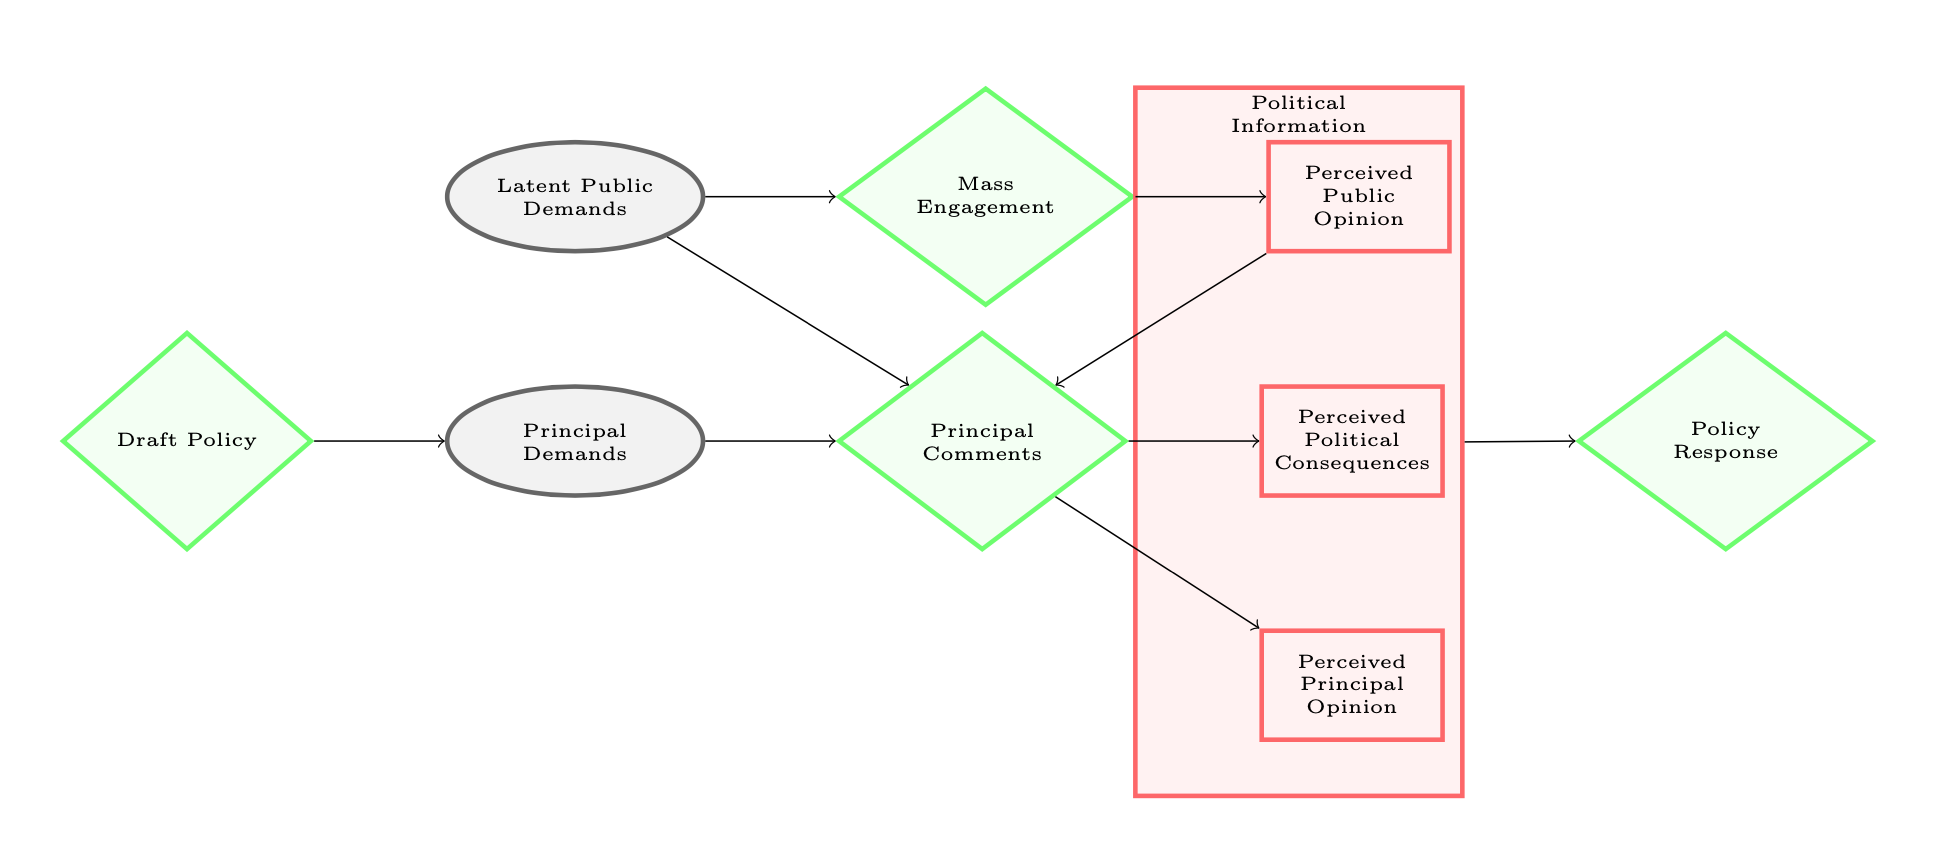 Political
Information
Latent Public
Demands
Mass
Engagement
Perceived
Public
Opinion
Draft Policy
Principal
Demands
Principal
Comments
Perceived
Political
Consequences
Policy
Response
Perceived
Principal
Opinion